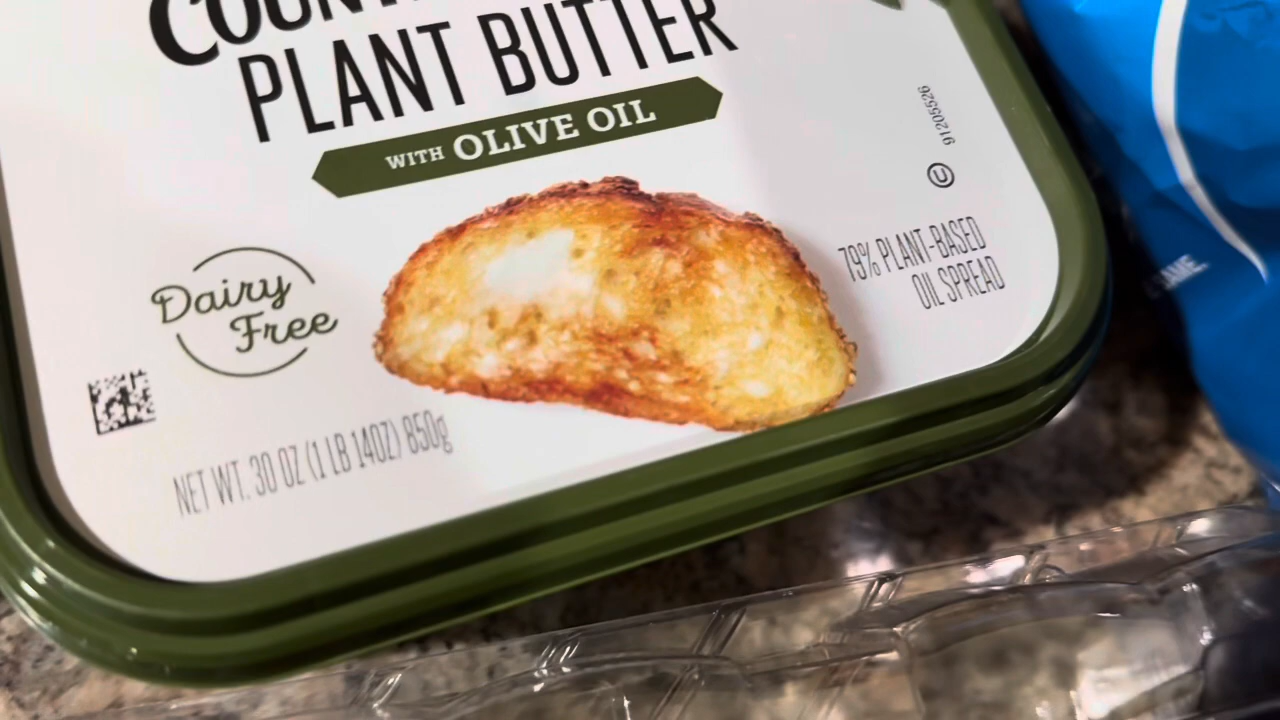 PLANT BUTTER
WITH OLIVE OIL
91205526
U
79% PLANT-BASED
OIL SPREAD
Dairy
Free
NET WT. 30 OZ (1 LB 14OZ) 850g